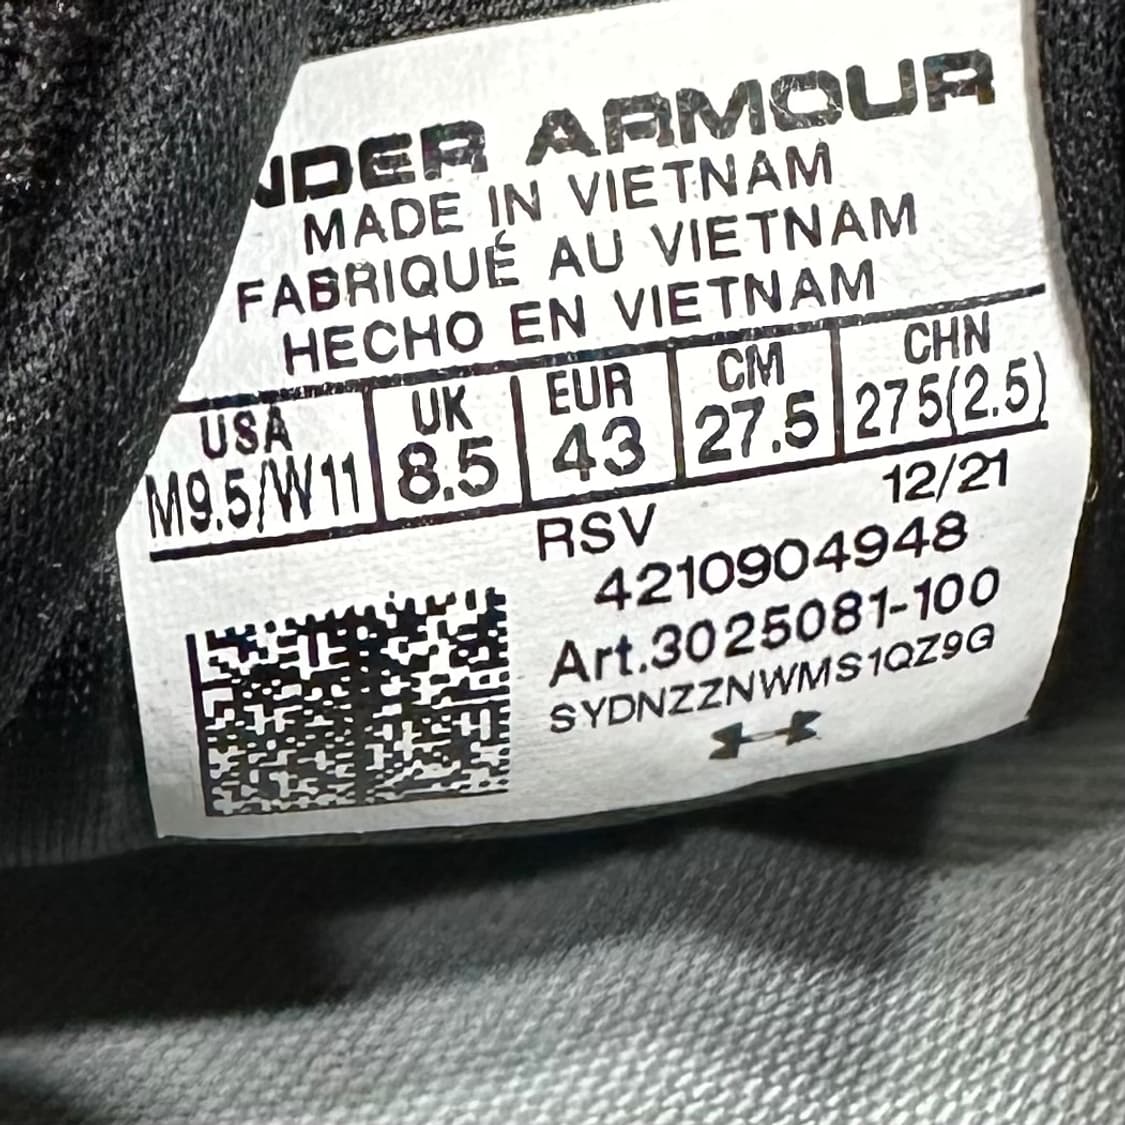 NDER ARMOUR
MADE IN VIETNAM
FABRIQUÉ AU VIETNAM
HECHO EN VIETNAM
USA UK EUR CM CHN
M9.5/W11 8.5 43 27.5 275(2.5)
RSV 12/21
4210904948
Art.3025081-100
SYDNZZNWMS1QZ9G